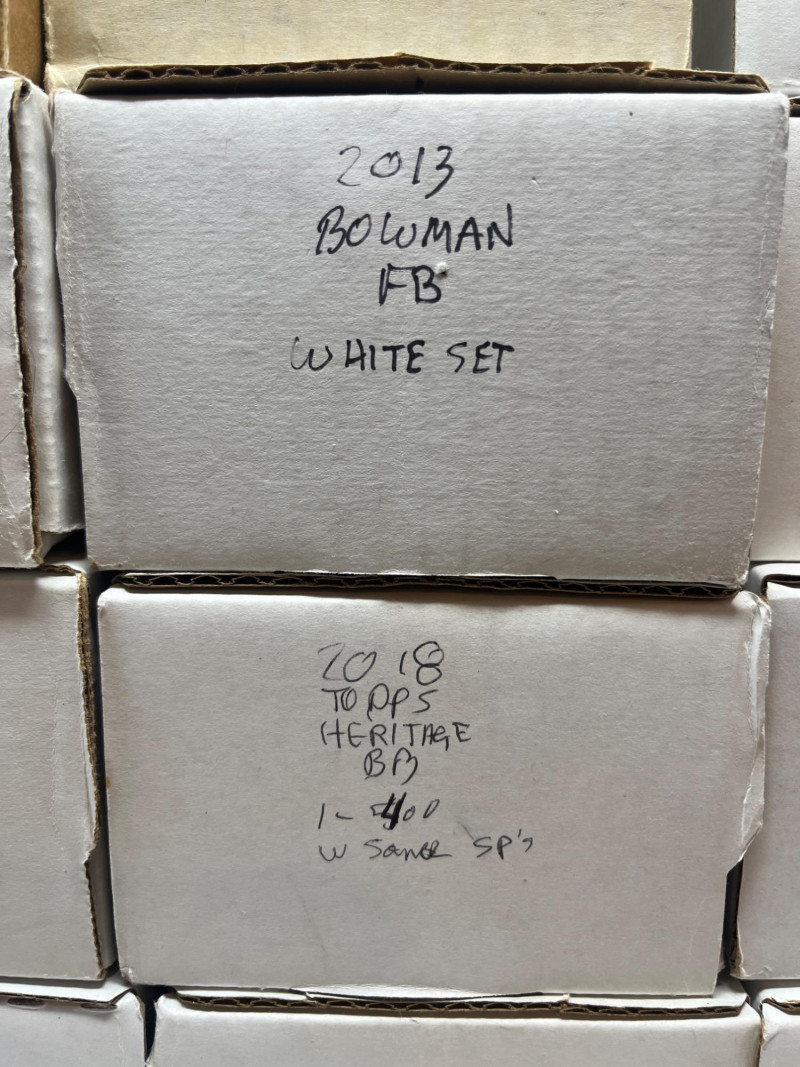 2013
BOWMAN
FB
WHITE SET
2018
TOPPS
HERITAGE
BB
1-400
W SOME SP's